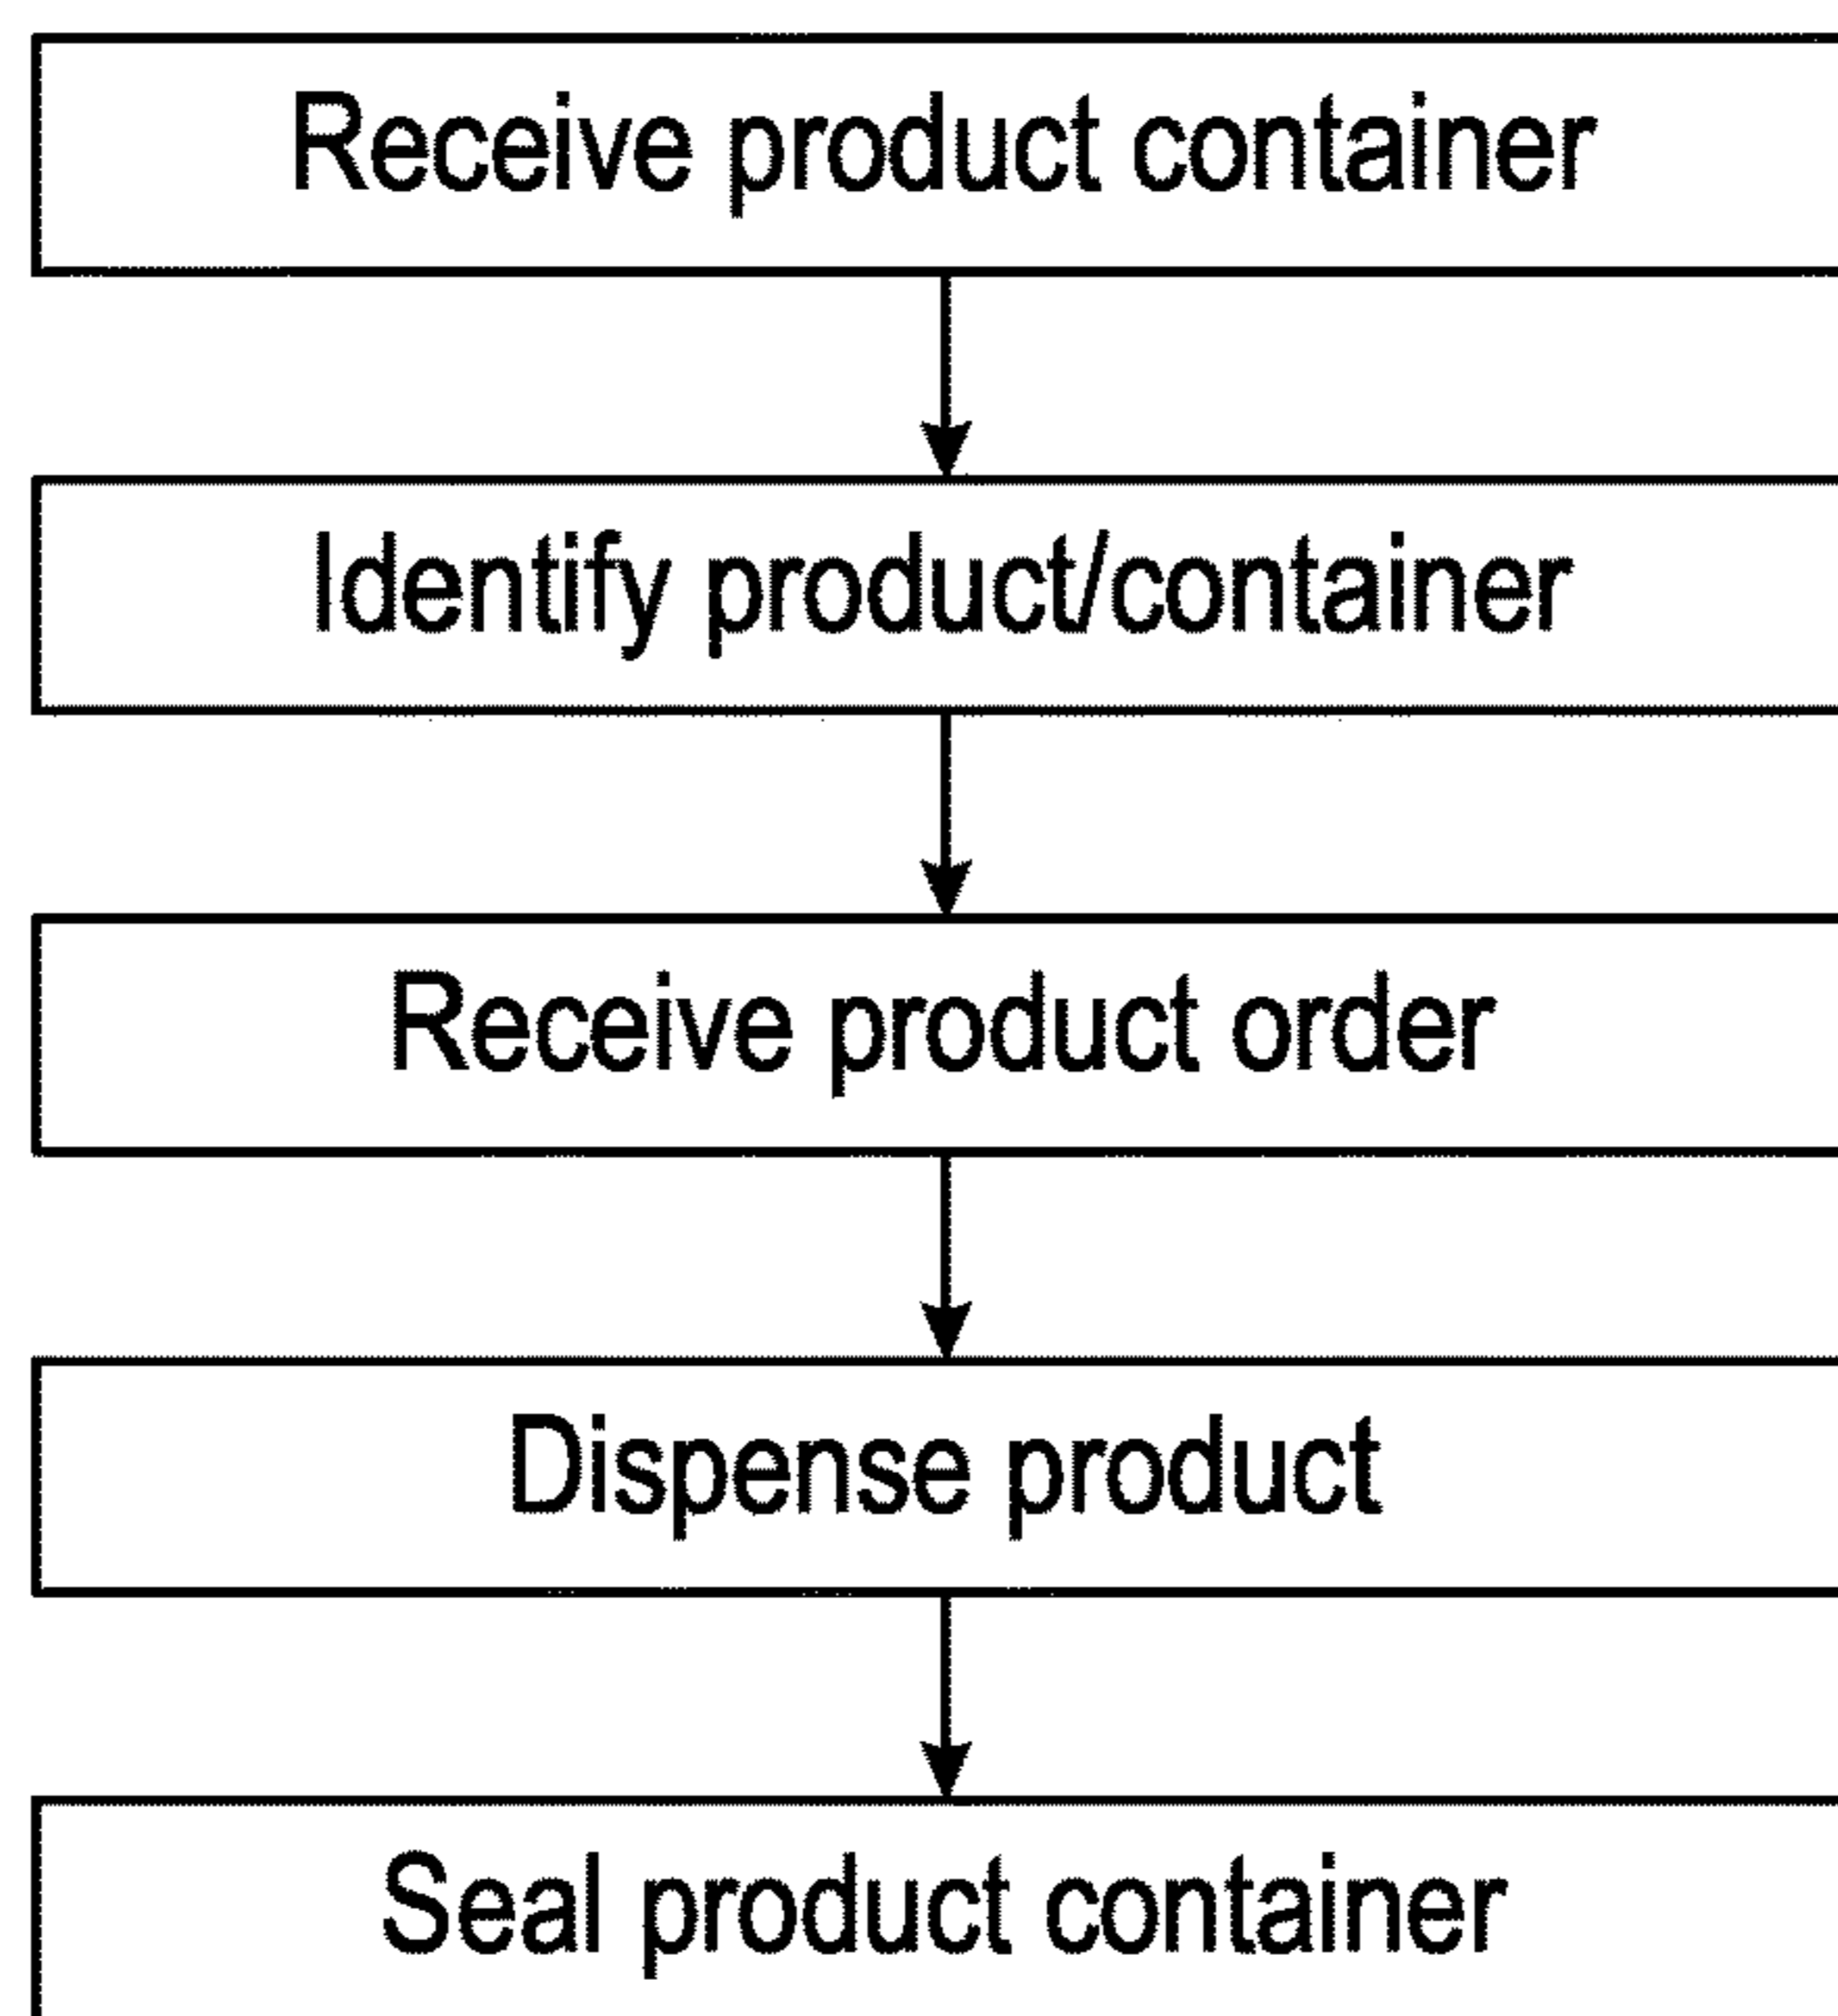 Receive product container
Identify product/container
Receive product order
Dispense product
Seal product container